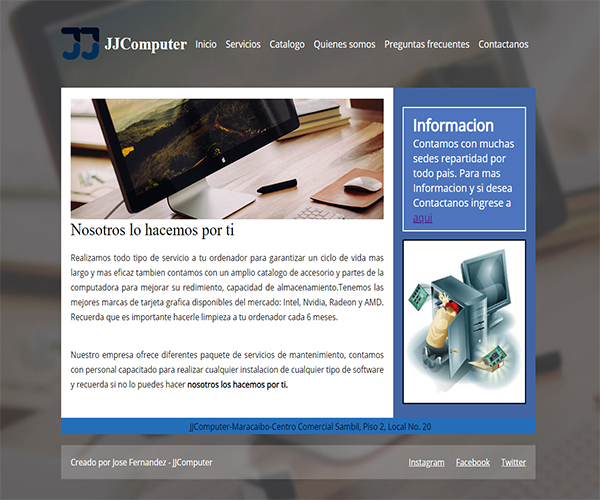 JJComputer Inicio Servicios Catalogo Quienes somos Preguntas frecuentes Contactanos
Nosotros lo hacemos por ti
Realizamos todo tipo de servicio a tu ordenador para garantizar un ciclo de vida mas
largo y mas eficaz tambien contamos con un amplio catalogo de accesorio y partes de la
computadora para mejorar su redimiento, capacidad de almacenamiento.Tenemos las
mejores marcas de tarjeta grafica disponibles del mercado: Intel, Nvidia, Radeon y AMD.
Recuerda que es importante hacerle limpieza a tu ordenador cada 6 meses.
Nuestro empresa ofrece diferentes paquete de servicios de mantenimiento, contamos
con personal capacitado para realizar cualquier instalacion de cualquier tipo de software
y recuerda si no lo puedes hacer nosotros los hacemos por ti.
Informacion
Contamos con muchas
sedes repartidad por
todo pais. Para mas
Informacion y si desea
Contactanos ingrese a
aqui
JJComputer-Maracaibo-Centro Comercial Sambil, Piso 2, Local No. 20
Creado por Jose Fernandez - JJComputer Instagram Facebook Twitter